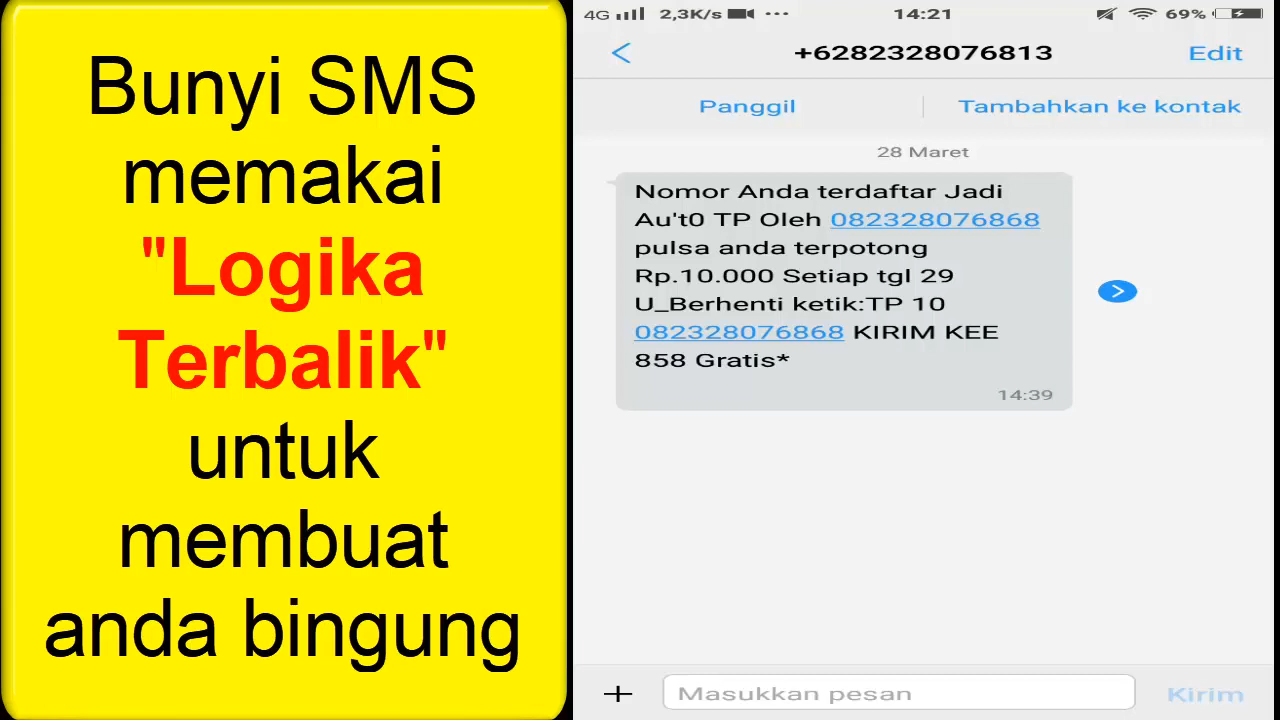 Bunyi SMS
memakai
"Logika
Terbalik"
untuk
membuat
anda bingung
4G 2,3K/s ··· 14:21 69%
+6282328076813 Edit
Panggil Tambahkan ke kontak
28 Maret
Nomor Anda terdaftar Jadi
Au't0 TP Oleh 082328076868
pulsa anda terpotong
Rp.10.000 Setiap tgl 29
U_Berhenti ketik:TP 10
082328076868 KIRIM KEE
858 Gratis*
14:39
Masukkan pesan Kirim